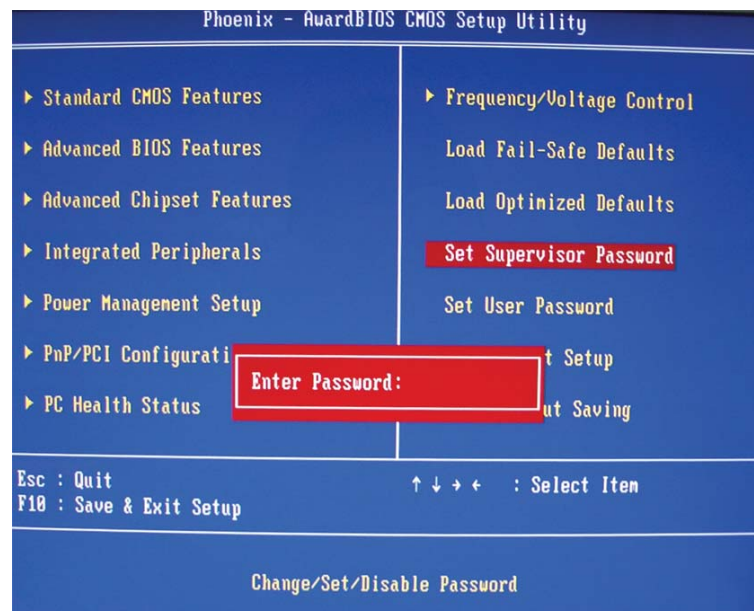 Phoenix - AwardBIOS CMOS Setup Utility
Standard CMOS Features
Advanced BIOS Features
Advanced Chipset Features
Integrated Peripherals
Power Management Setup
PnP/PCI Configurati
PC Health Status
Frequency/Voltage Control
Load Fail-Safe Defaults
Load Optimized Defaults
Set Supervisor Password
Set User Password
t Setup
ut Saving
Enter Password:
Esc : Quit
F10 : Save & Exit Setup
↑ ↓ → ← : Select Item
Change/Set/Disable Password